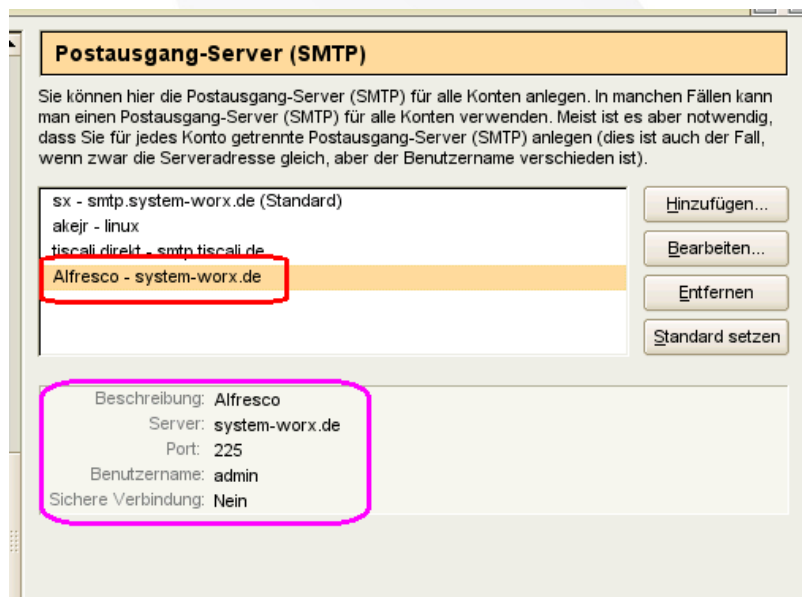 Postausgang-Server (SMTP)
Sie können hier die Postausgang-Server (SMTP) für alle Konten anlegen. In manchen Fällen kann
man einen Postausgang-Server (SMTP) für alle Konten verwenden. Meist ist es aber notwendig,
dass Sie für jedes Konto getrennte Postausgang-Server (SMTP) anlegen (dies ist auch der Fall,
wenn zwar die Serveradresse gleich, aber der Benutzername verschieden ist).
sx - smtp.system-worx.de (Standard)
akejr - linux
tiscali direkt - smtp.tiscali.de
Alfresco - system-worx.de
Hinzufügen...
Bearbeiten...
Entfernen
Standard setzen
Beschreibung: Alfresco
Server: system-worx.de
Port: 225
Benutzername: admin
Sichere Verbindung: Nein